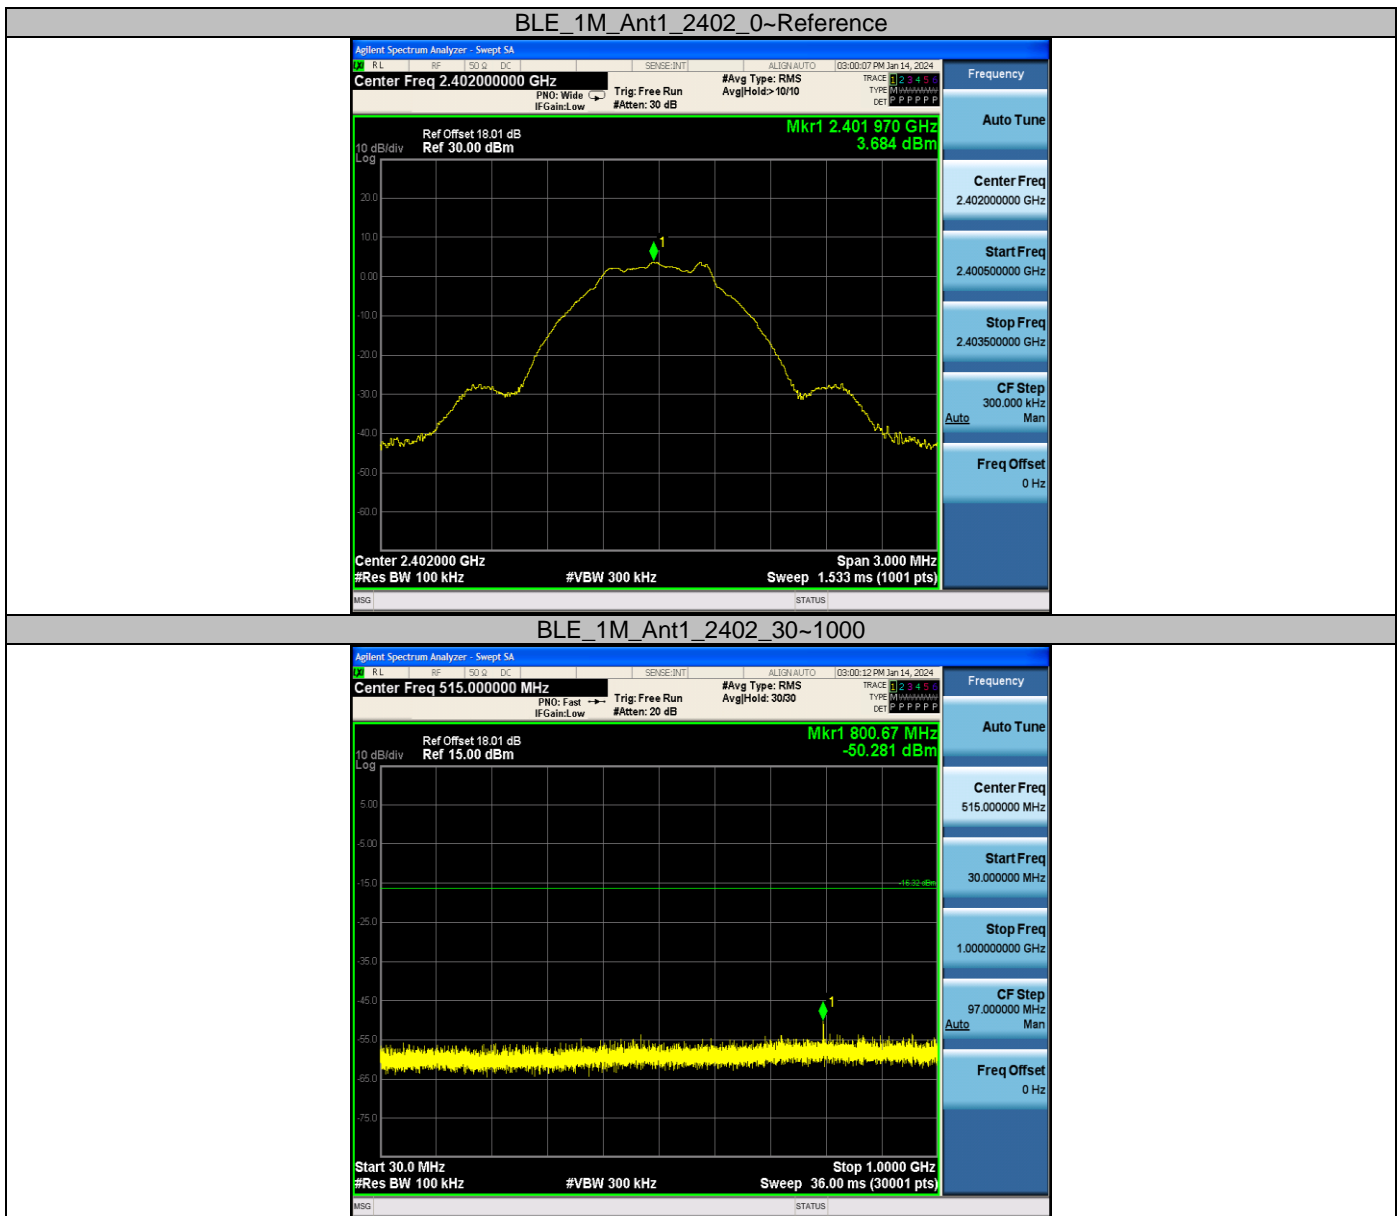 BLE_1M_Ant1_2402_0~Reference
Agilent Spectrum Analyzer - Swept SA
RL RF 50 Ω DC SENSE:INT ALIGN AUTO 03:00:07 PM Jan 14, 2024
Center Freq 2.402000000 GHz
PNO: Wide
IFGain:Low
Trig: Free Run
#Atten: 30 dB
#Avg Type: RMS
Avg|Hold:>10/10
TRACE 1 2 3 4 5 6
TYPE M
DET P P P P P P
Frequency
Mkr1 2.401 970 GHz
3.684 dBm
Ref Offset 18.01 dB
10 dB/div Ref 30.00 dBm
Log
20.0
10.0
0.00
-10.0
-20.0
-30.0
-40.0
-50.0
-60.0
1
Center 2.402000 GHz Span 3.000 MHz
#Res BW 100 kHz #VBW 300 kHz Sweep 1.533 ms (1001 pts)
MSG STATUS
Auto Tune
Center Freq
2.402000000 GHz
Start Freq
2.400500000 GHz
Stop Freq
2.403500000 GHz
CF Step
300.000 kHz
Auto Man
Freq Offset
0 Hz
BLE_1M_Ant1_2402_30~1000
Agilent Spectrum Analyzer - Swept SA
RL RF 50 Ω DC SENSE:INT ALIGN AUTO 03:00:12 PM Jan 14, 2024
Center Freq 515.000000 MHz
PNO: Fast
IFGain:Low
Trig: Free Run
#Atten: 20 dB
#Avg Type: RMS
Avg|Hold: 30/30
TRACE 1 2 3 4 5 6
TYPE M
DET P P P P P P
Frequency
Mkr1 800.67 MHz
-50.281 dBm
Ref Offset 18.01 dB
10 dB/div Ref 15.00 dBm
Log
5.00
-5.00
-15.0
-16.32 dBm
-25.0
-35.0
-45.0
-55.0
-65.0
-75.0
1
Start 30.0 MHz Stop 1.0000 GHz
#Res BW 100 kHz #VBW 300 kHz Sweep 36.00 ms (30001 pts)
MSG STATUS
Auto Tune
Center Freq
515.000000 MHz
Start Freq
30.000000 MHz
Stop Freq
1.000000000 GHz
CF Step
97.000000 MHz
Auto Man
Freq Offset
0 Hz